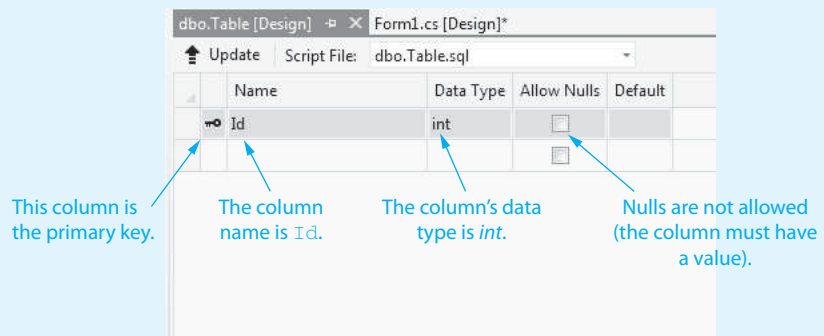 dbo.Table [Design] Form1.cs [Design]*
Update Script File: dbo.Table.sql
Name Data Type Allow Nulls Default
Id int
This column is
the primary key.
The column
name is Id.
The column’s data
type is int.
Nulls are not allowed
(the column must have
a value).